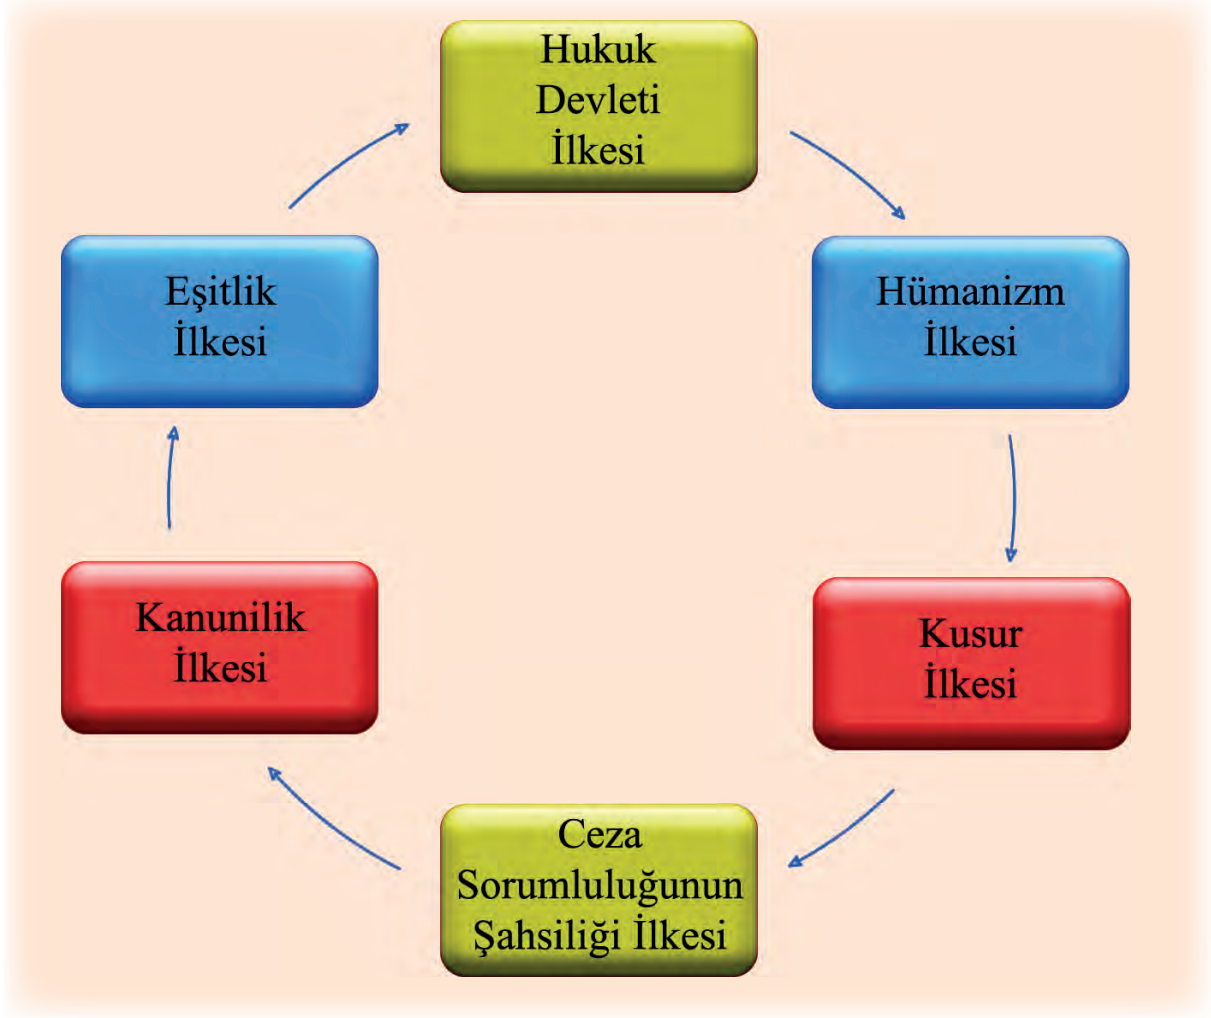 Hukuk
Devleti
İlkesi
Hümanizm
İlkesi
Kusur
İlkesi
Ceza
Sorumluluğunun
Şahsiliği İlkesi
Kanunilik
İlkesi
Eşitlik
İlkesi